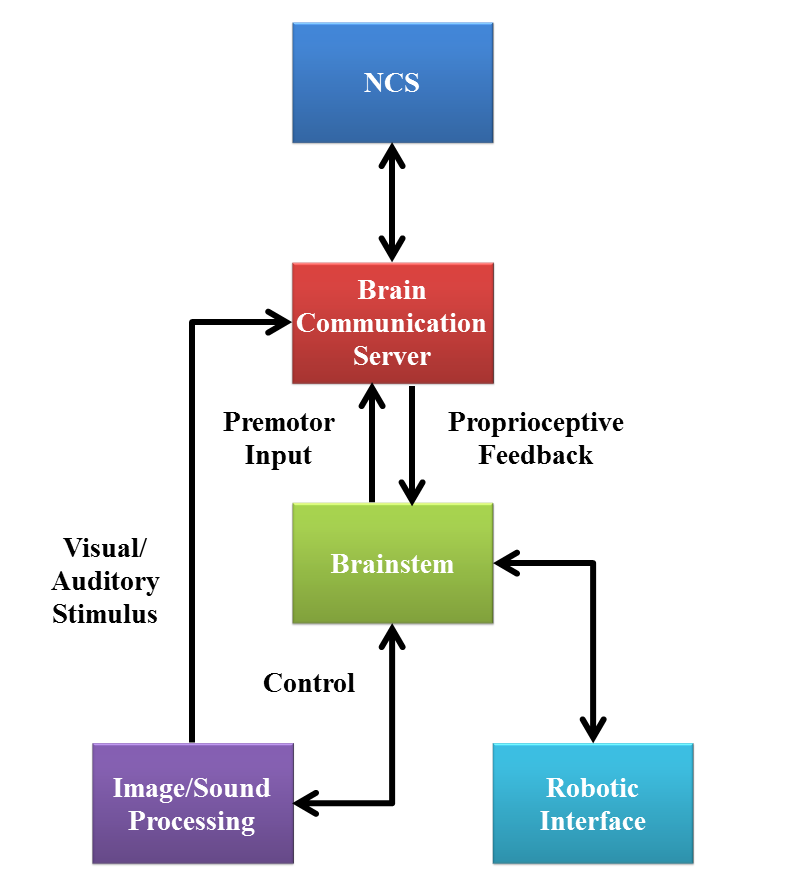 NCS
Brain
Communication
Server
Premotor
Input
Proprioceptive
Feedback
Visual/
Auditory
Stimulus
Brainstem
Control
Image/Sound
Processing
Robotic
Interface